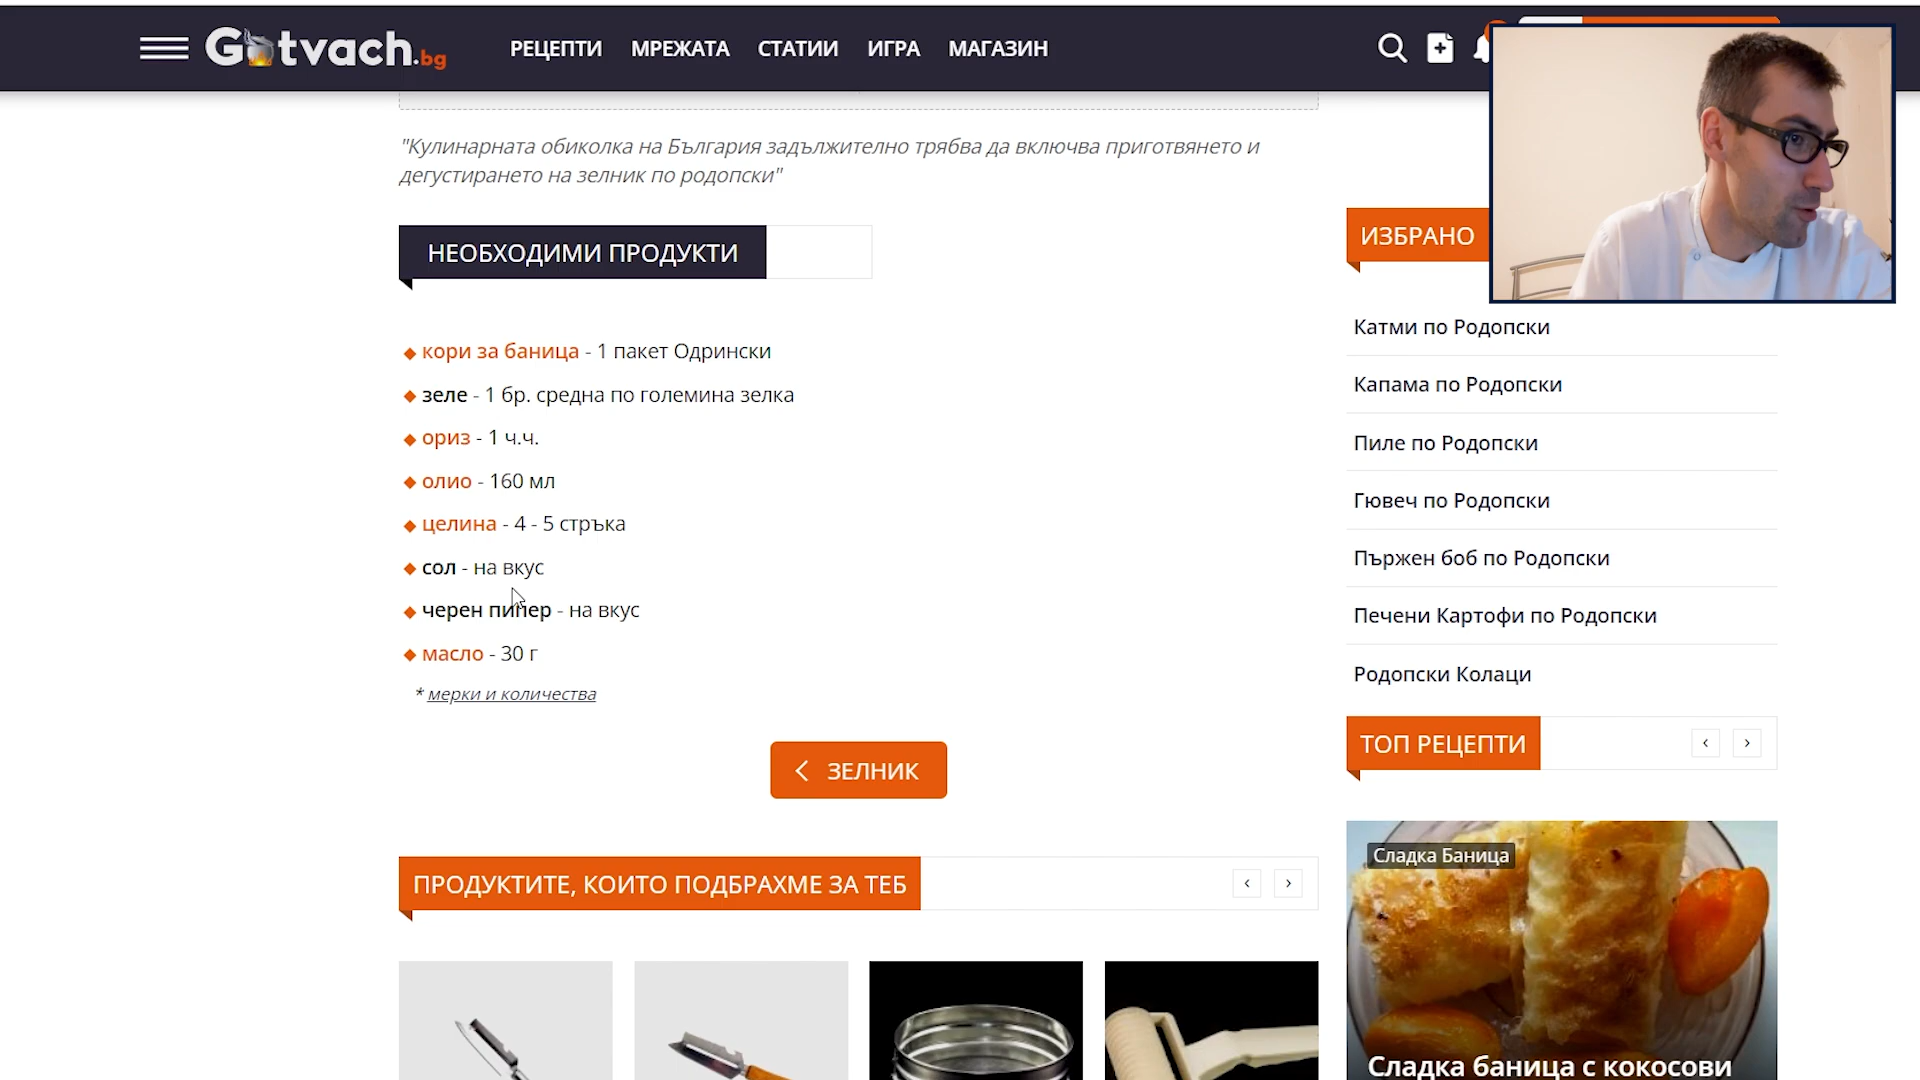 Gotvach.bg
РЕЦЕПТИ МРЕЖАТА СТАТИИ ИГРА МАГАЗИН
"Кулинарната обиколка на България задължително трябва да включва приготвянето и
дегустирането на зелник по родопски"
НЕОБХОДИМИ ПРОДУКТИ
кори за баница - 1 пакет Одрински
зеле - 1 бр. средна по големина зелка
ориз - 1 ч.ч.
олио - 160 мл
целина - 4 - 5 стръка
сол - на вкус
черен пипер - на вкус
масло - 30 г
* мерки и количества
ЗЕЛНИК
ПРОДУКТИТЕ, КОИТО ПОДБРАХМЕ ЗА ТЕБ
ИЗБРАНО
Катми по Родопски
Капама по Родопски
Пиле по Родопски
Гювеч по Родопски
Пържен боб по Родопски
Печени Картофи по Родопски
Родопски Колаци
ТОП РЕЦЕПТИ
Сладка Баница
Сладка баница с кокосови